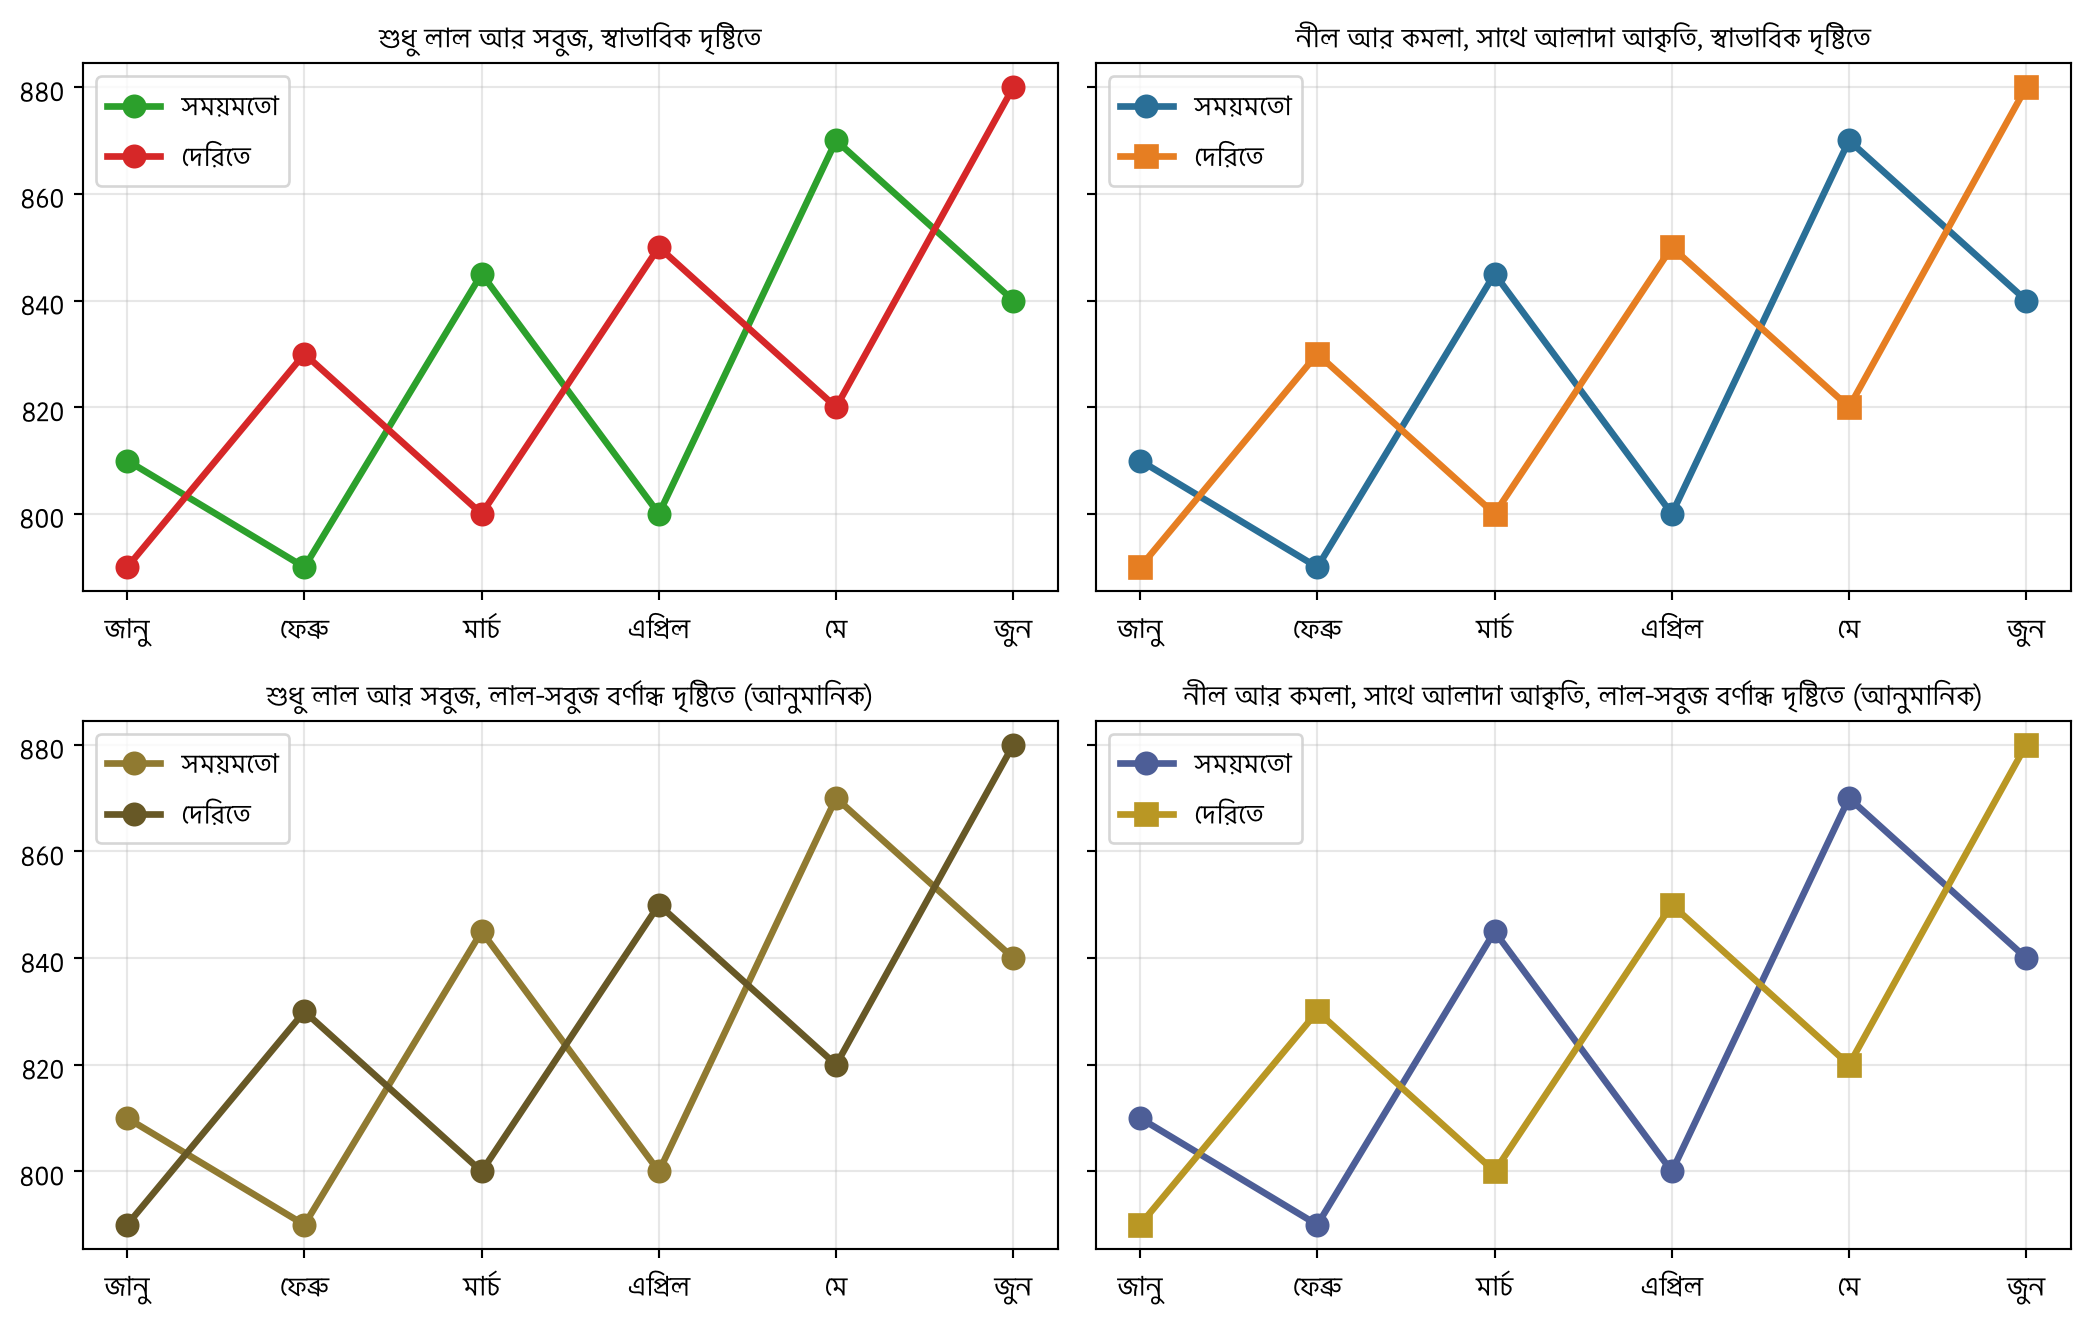 শুধু লাল আর সবুজ, স্বাভাবিক দৃষ্টিতে
সময়মতো
দেরিতে
880
860
840
820
800
জানু ফেব্রু মার্চ এপ্রিল মে জুন
নীল আর কমলা, সাথে আলাদা আকৃতি, স্বাভাবিক দৃষ্টিতে
সময়মতো
দেরিতে
জানু ফেব্রু মার্চ এপ্রিল মে জুন
শুধু লাল আর সবুজ, লাল-সবুজ বর্ণান্ধ দৃষ্টিতে (আনুমানিক)
সময়মতো
দেরিতে
880
860
840
820
800
জানু ফেব্রু মার্চ এপ্রিল মে জুন
নীল আর কমলা, সাথে আলাদা আকৃতি, লাল-সবুজ বর্ণান্ধ দৃষ্টিতে (আনুমানিক)
সময়মতো
দেরিতে
জানু ফেব্রু মার্চ এপ্রিল মে জুন